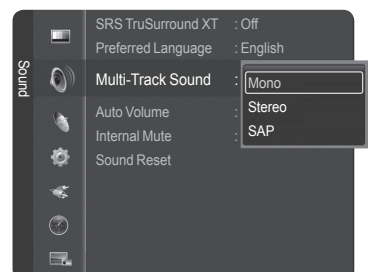 Sound
SRS TruSurround XT : Off
Preferred Language : English
Multi-Track Sound : Mono
Stereo
SAP
Auto Volume :
Internal Mute :
Sound Reset